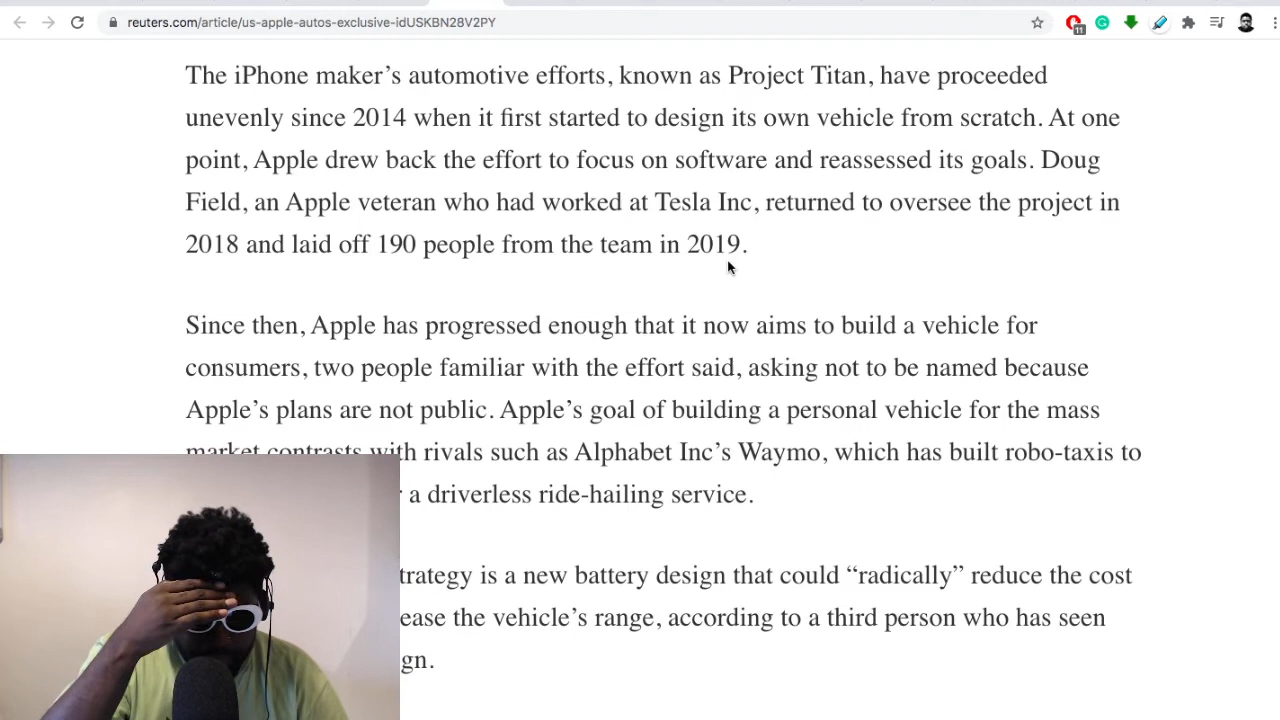 reuters.com/article/us-apple-autos-exclusive-idUSKBN28V2PY
11
The iPhone maker’s automotive efforts, known as Project Titan, have proceeded
unevenly since 2014 when it first started to design its own vehicle from scratch. At one
point, Apple drew back the effort to focus on software and reassessed its goals. Doug
Field, an Apple veteran who had worked at Tesla Inc, returned to oversee the project in
2018 and laid off 190 people from the team in 2019.
Since then, Apple has progressed enough that it now aims to build a vehicle for
consumers, two people familiar with the effort said, asking not to be named because
Apple’s plans are not public. Apple’s goal of building a personal vehicle for the mass
market contrasts with rivals such as Alphabet Inc’s Waymo, which has built robo-taxis to
a driverless ride-hailing service.
trategy is a new battery design that could “radically” reduce the cost
ease the vehicle’s range, according to a third person who has seen
gn.